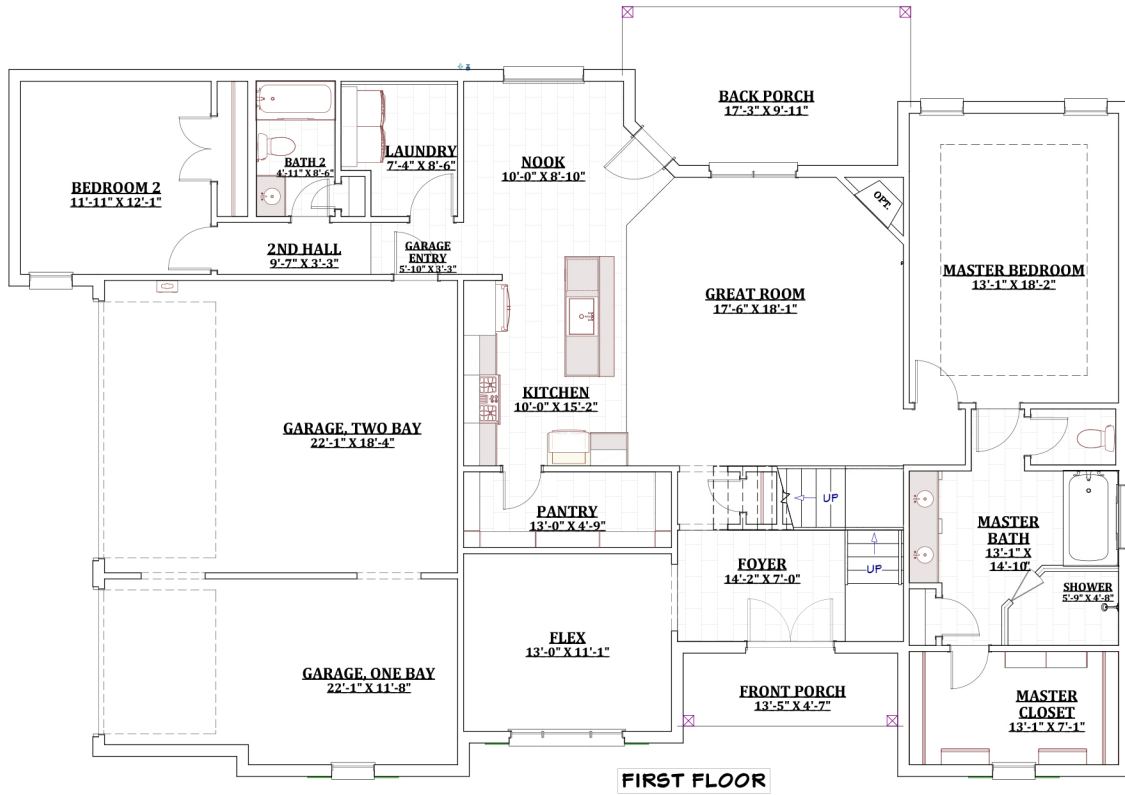 BACK PORCH
17'-3" X 9'-11"
LAUNDRY
7'-4" X 8'-6"
BATH 2
4'-11" X 8'-6"
NOOK
10'-0" X 8'-10"
BEDROOM 2
11'-11" X 12'-1"
OPT.
2ND HALL
9'-7" X 3'-3"
GARAGE
ENTRY
5'-10" X 3'-3"
GREAT ROOM
17'-6" X 18'-1"
MASTER BEDROOM
13'-1" X 18'-2"
KITCHEN
10'-0" X 15'-2"
GARAGE, TWO BAY
22'-1" X 18'-4"
UP
PANTRY
13'-0" X 4'-9"
MASTER
BATH
13'-1" X
14'-10"
FOYER
14'-2" X 7'-0"
UP
SHOWER
5'-9" X 4'-8"
FLEX
13'-0" X 11'-1"
GARAGE, ONE BAY
22'-1" X 11'-8"
FRONT PORCH
13'-5" X 4'-7"
MASTER
CLOSET
13'-1" X 7'-1"
FIRST FLOOR